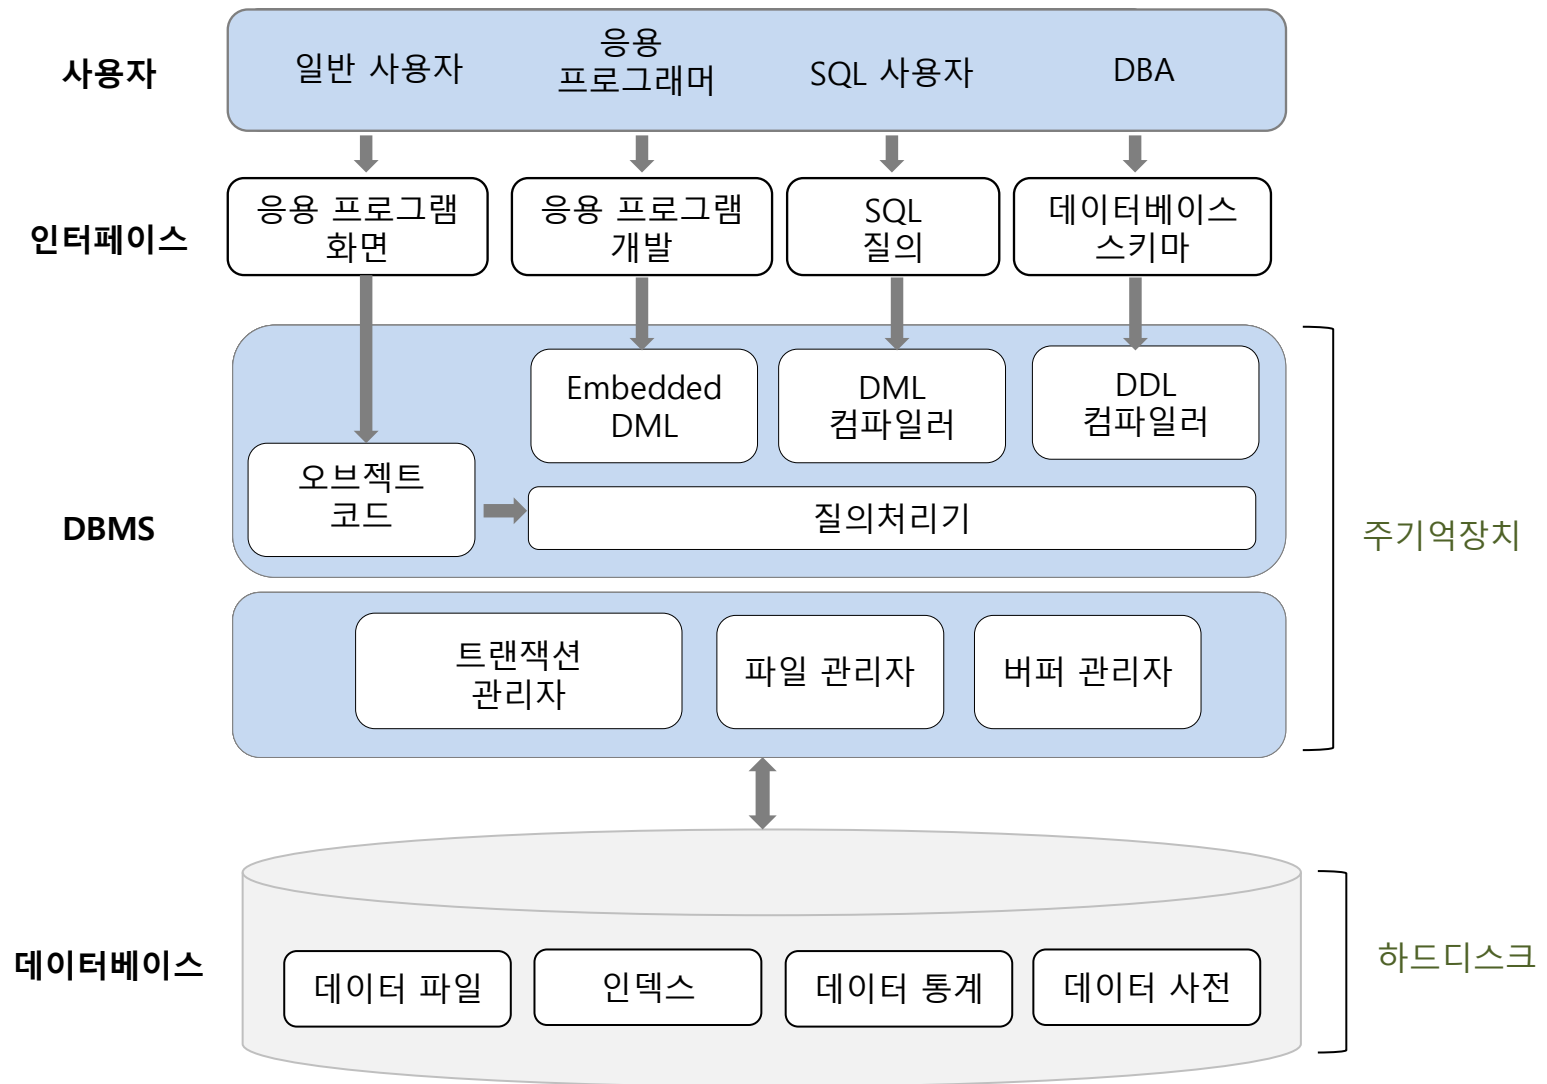 사용자
일반 사용자
응용
프로그래머
SQL 사용자
DBA
인터페이스
응용 프로그램
화면
응용 프로그램
개발
SQL
질의
데이터베이스
스키마
DBMS
Embedded
DML
DML
컴파일러
DDL
컴파일러
오브젝트
코드
질의처리기
트랜잭션
관리자
파일 관리자
버퍼 관리자
주기억장치
데이터베이스
데이터 파일
인덱스
데이터 통계
데이터 사전
하드디스크